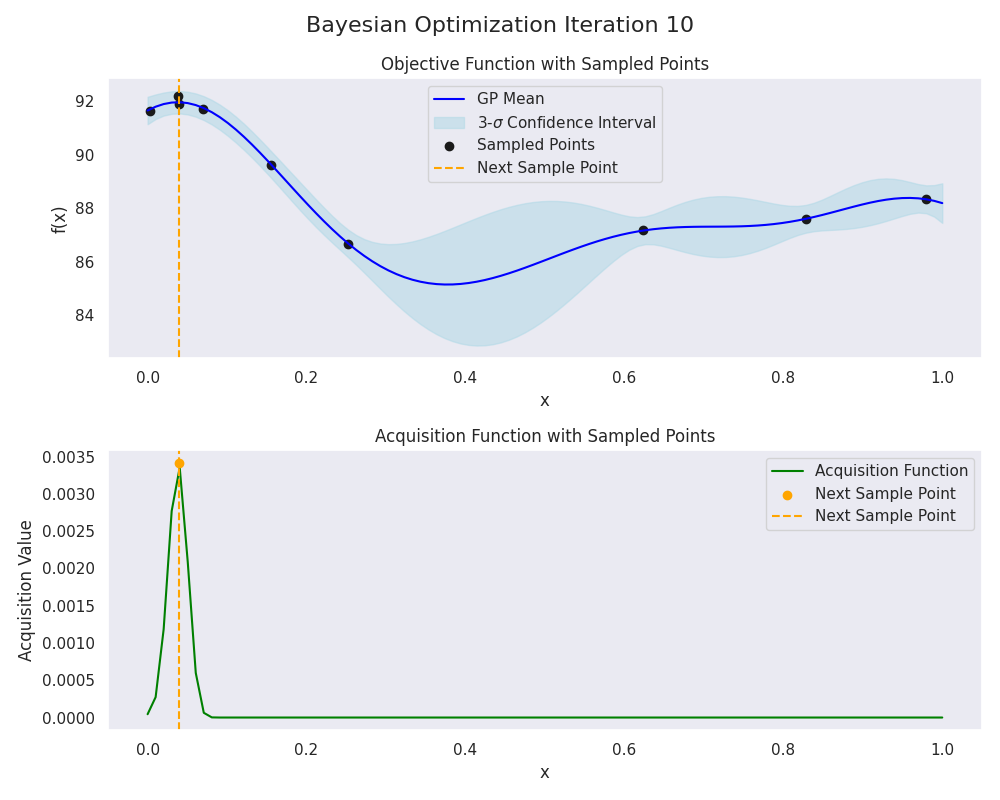 Bayesian Optimization Iteration 10
Objective Function with Sampled Points
GP Mean
3-σ Confidence Interval
Sampled Points
Next Sample Point
f(x)
92
90
88
86
84
0.0 0.2 0.4 0.6 0.8 1.0
x
Acquisition Function with Sampled Points
Acquisition Function
Next Sample Point
Next Sample Point
Acquisition Value
0.0035
0.0030
0.0025
0.0020
0.0015
0.0010
0.0005
0.0000
0.0 0.2 0.4 0.6 0.8 1.0
x